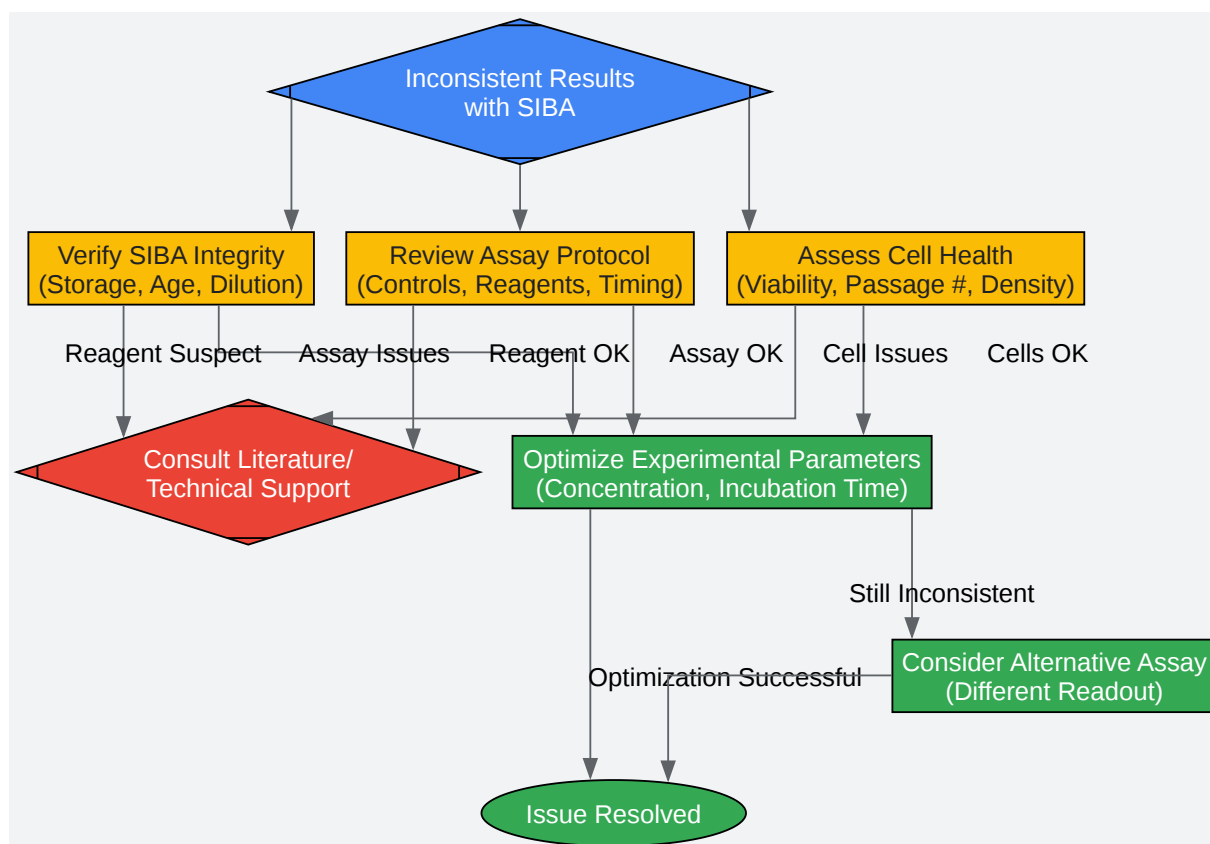 Inconsistent Results
with SIBA
Verify SIBA Integrity
(Storage, Age, Dilution)
Review Assay Protocol
(Controls, Reagents, Timing)
Assess Cell Health
(Viability, Passage #, Density)
Reagent Suspect
Assay Issues
Reagent OK
Assay OK
Cell Issues
Cells OK
Consult Literature/
Technical Support
Optimize Experimental Parameters
(Concentration, Incubation Time)
Still Inconsistent
Consider Alternative Assay
(Different Readout)
Optimization Successful
Issue Resolved